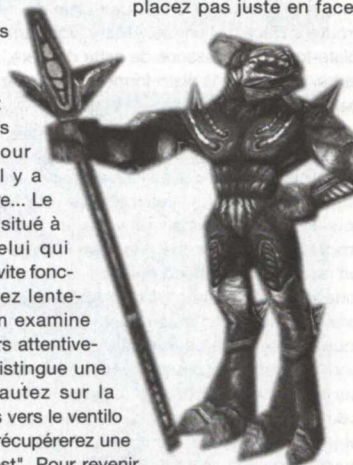 placez pas juste en face
s
t
s
our
l y a
e... Le
situé à
elui qui
vite fonc-
ez lente-
n examine
rs attentive-
istingue une
autez sur la
s vers le ventilo
récupérerez une
st". Pour revenir